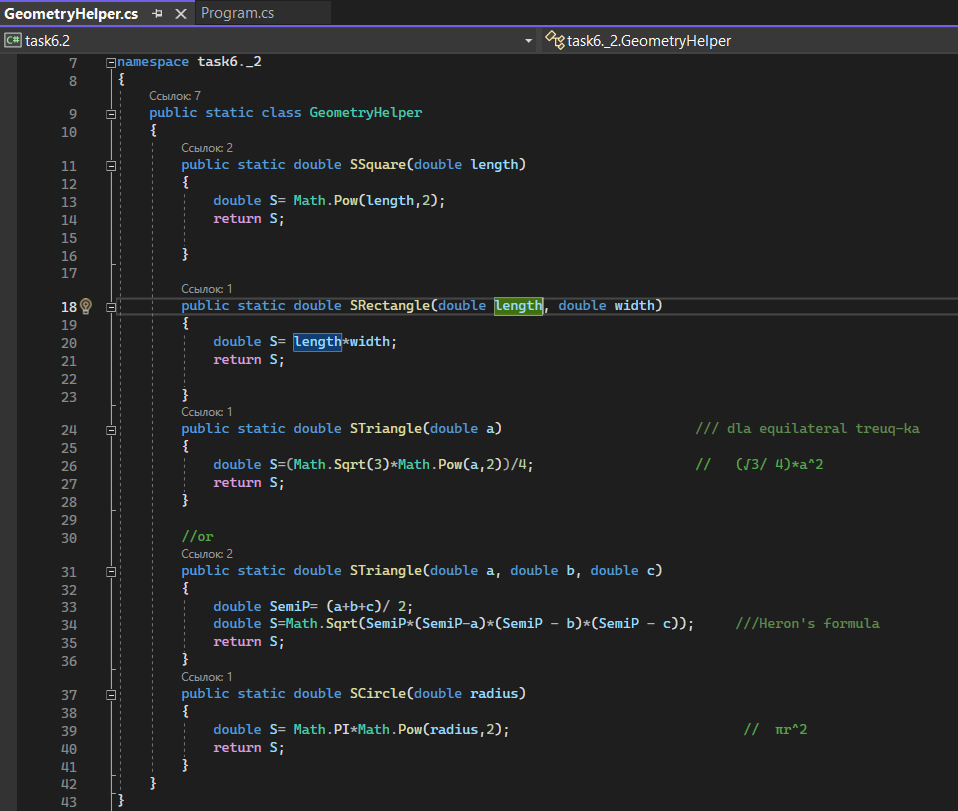 GeometryHelper.cs Program.cs
C# task6.2 task6._2.GeometryHelper
7 namespace task6._2
8 {
Ссылок: 7
9 public static class GeometryHelper
10 {
Ссылок: 2
11 public static double SSquare(double length)
12 {
13 double S= Math.Pow(length,2);
14 return S;
15
16 }
17
Ссылок: 1
18 public static double SRectangle(double length, double width)
19 {
20 double S= length*width;
21 return S;
22
23 }
Ссылок: 1
24 public static double STriangle(double a) /// dla equilateral treuq-ka
25 {
26 double S=(Math.Sqrt(3)*Math.Pow(a,2))/4; // (√3/ 4)*a^2
27 return S;
28 }
29
30 //or
Ссылок: 2
31 public static double STriangle(double a, double b, double c)
32 {
33 double SemiP= (a+b+c)/ 2;
34 double S=Math.Sqrt(SemiP*(SemiP-a)*(SemiP - b)*(SemiP - c)); ///Heron's formula
35 return S;
36 }
Ссылок: 1
37 public static double SCircle(double radius)
38 {
39 double S= Math.PI*Math.Pow(radius,2); // πr^2
40 return S;
41 }
42 }
43 }